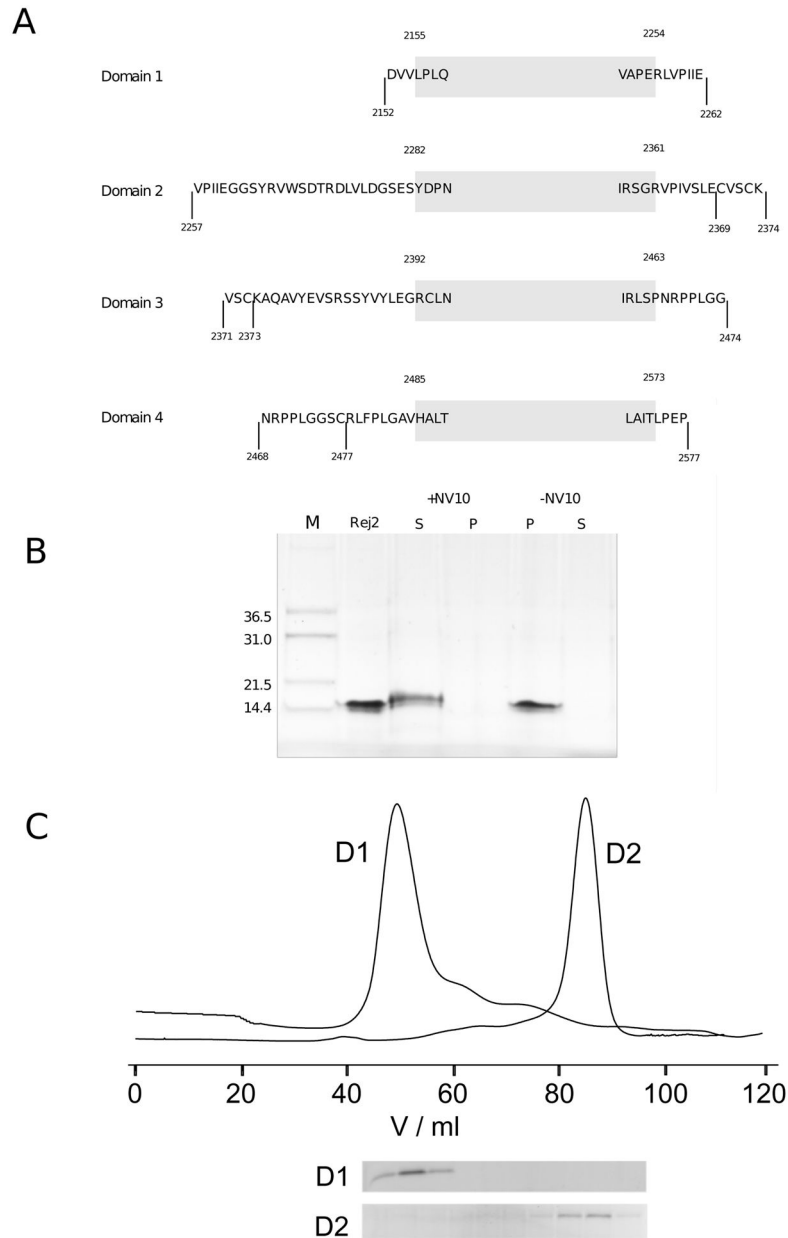 A
2155 2254
Domain 1 DVVLPLQ VAPERLVPIIE
2152 2262
2282 2361
Domain 2 VPIIEGGSYRVWSDTRDLVLDGSESYDPN IRSGRVPIVSLECVSCK
2257 2369 2374
2392 2463
Domain 3 VSCKAQAVYEVSRSSYVYLEGRCLN IRLSPNRPPLGG
2371 2373 2474
2485 2573
Domain 4 NRPPLGGSCRLFPLGAVHALT LAITLPEP
2468 2477 2577
B
+NV10 -NV10
M Rej2 S P P S
36.5
31.0
21.5
14.4
C
D1 D2
0 20 40 60 80 100 120
V / ml
D1
D2